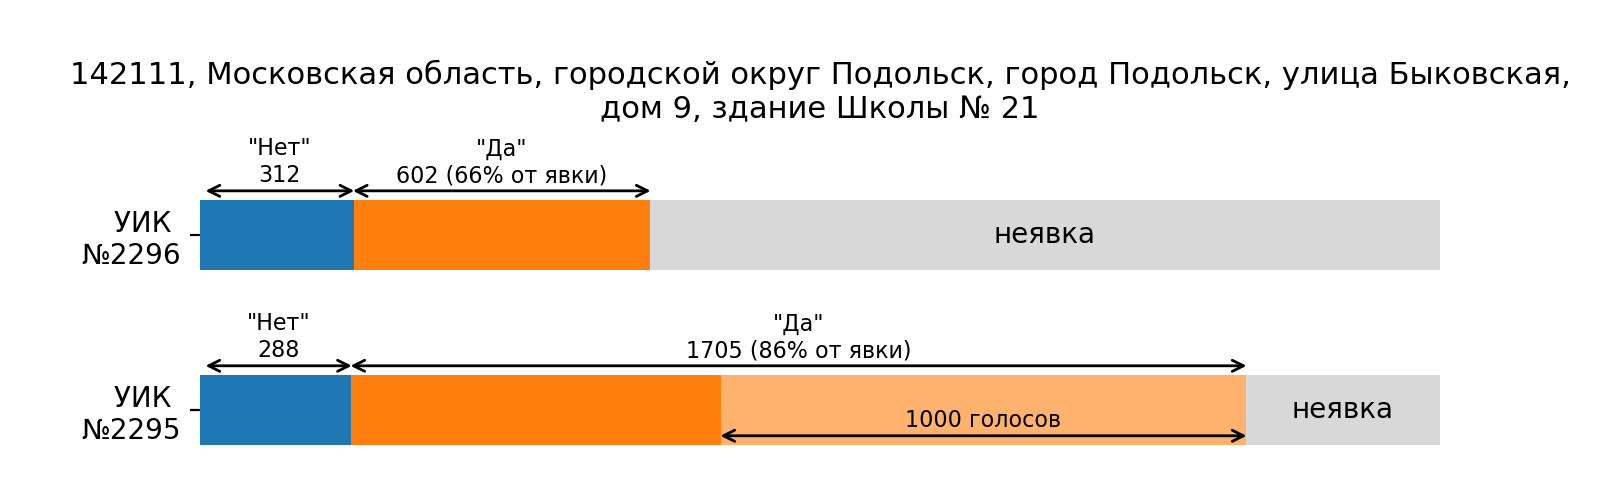 142111, Московская область, городской округ Подольск, город Подольск, улица Быковская,
дом 9, здание Школы № 21
"Нет"
312
"Да"
602 (66% от явки)
УИК
№2296
неявка
"Нет"
288
"Да"
1705 (86% от явки)
УИК
№2295
1000 голосов
неявка